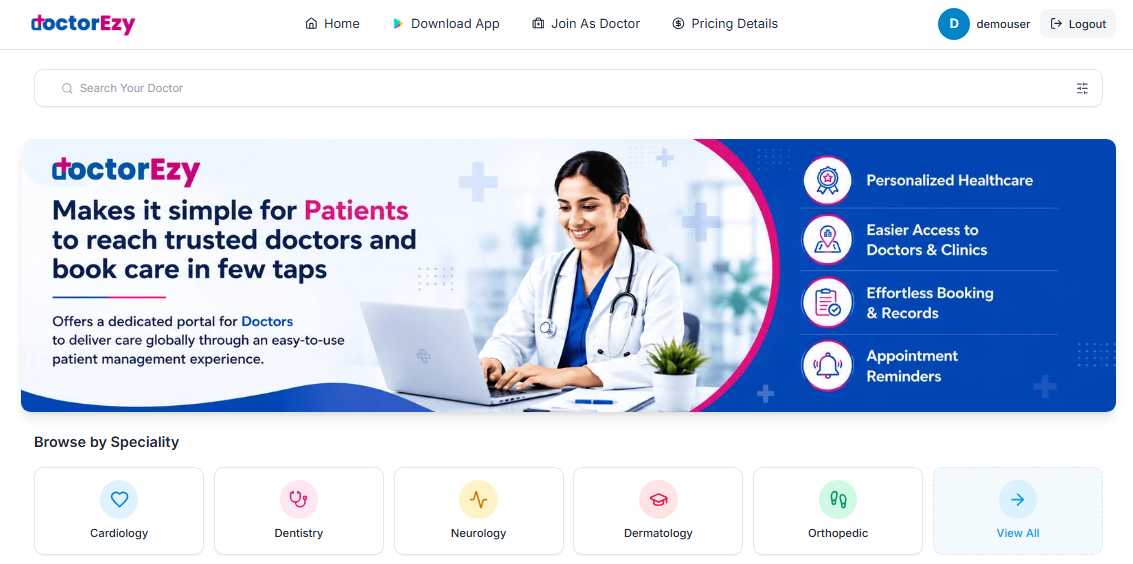 doctorEzy
Home
Download App
Join As Doctor
Pricing Details
D
demouser
Logout
Search Your Doctor
doctorEzy
Makes it simple for Patients
to reach trusted doctors and
book care in few taps
Offers a dedicated portal for Doctors
to deliver care globally through an easy-to-use
patient management experience.
Personalized Healthcare
Easier Access to
Doctors & Clinics
Effortless Booking
& Records
Appointment
Reminders
Browse by Speciality
Cardiology
Dentistry
Neurology
Dermatology
Orthopedic
View All